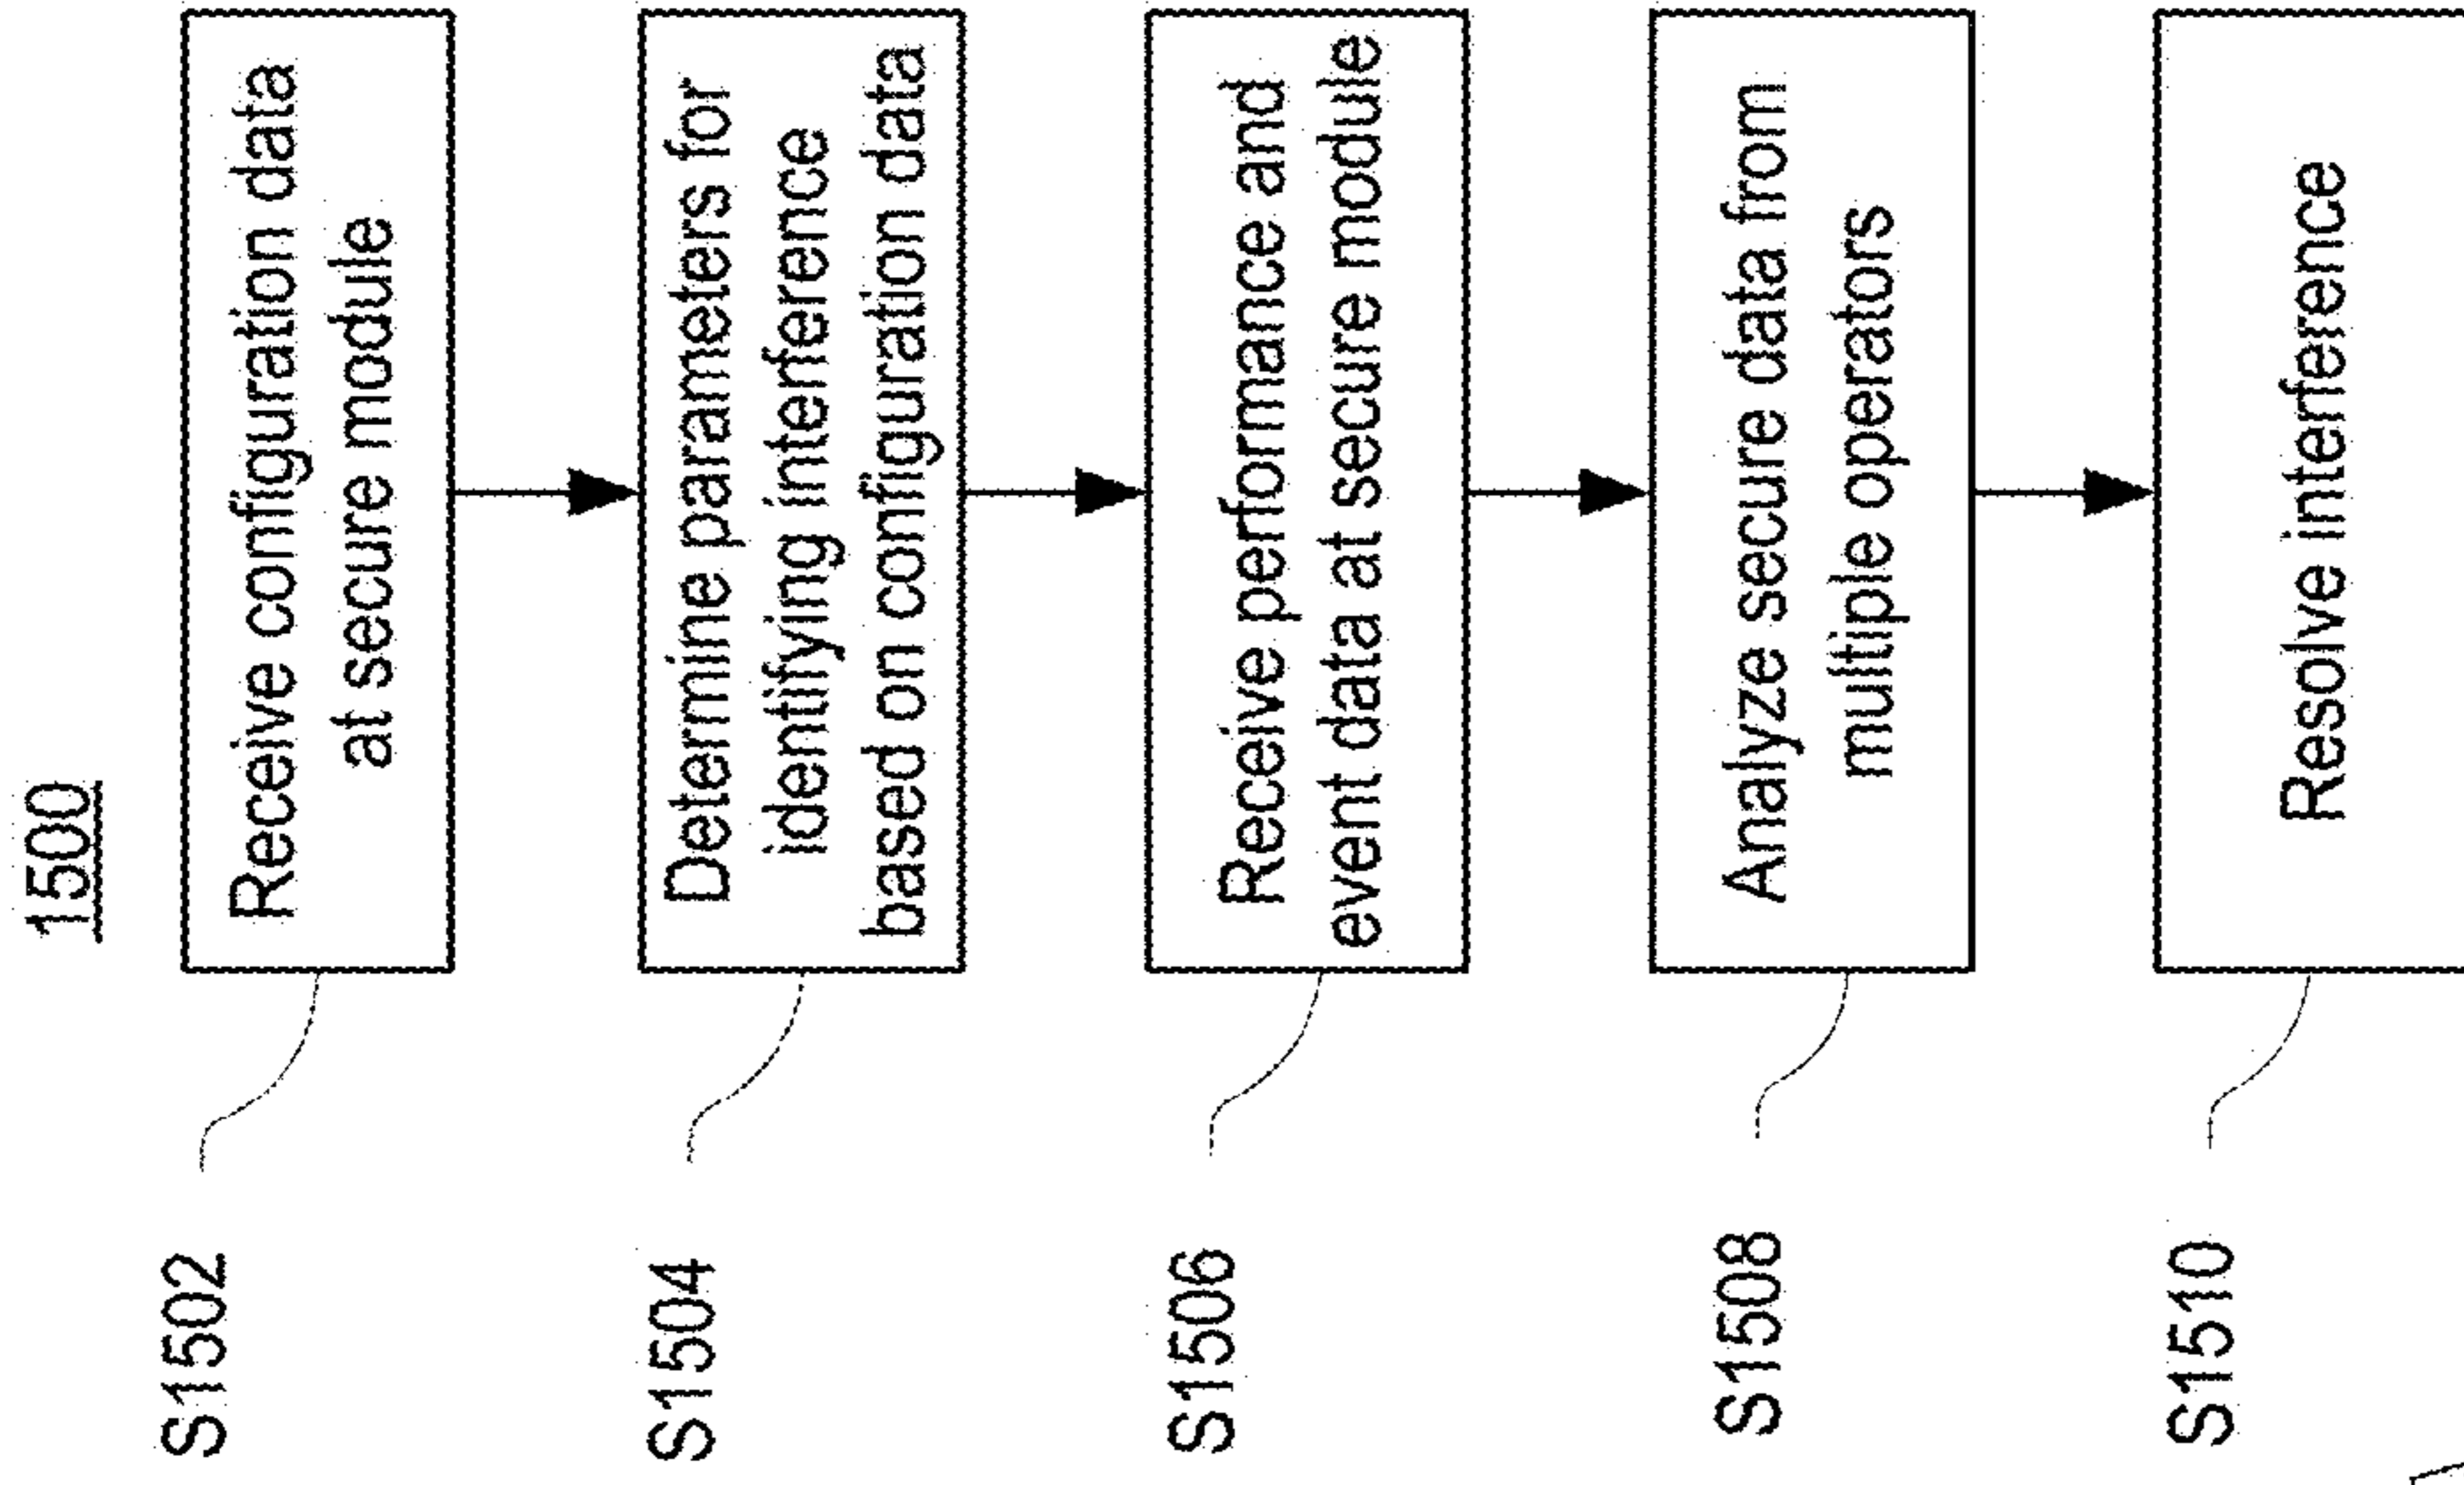 1500
S1502
Receive configuration data
at secure module
S1504
Determine parameters for
identifying interference
based on configuration data
S1506
Receive performance and
event data at secure module
S1508
Analyze secure data from
multiple operators
S1510
Resolve interference